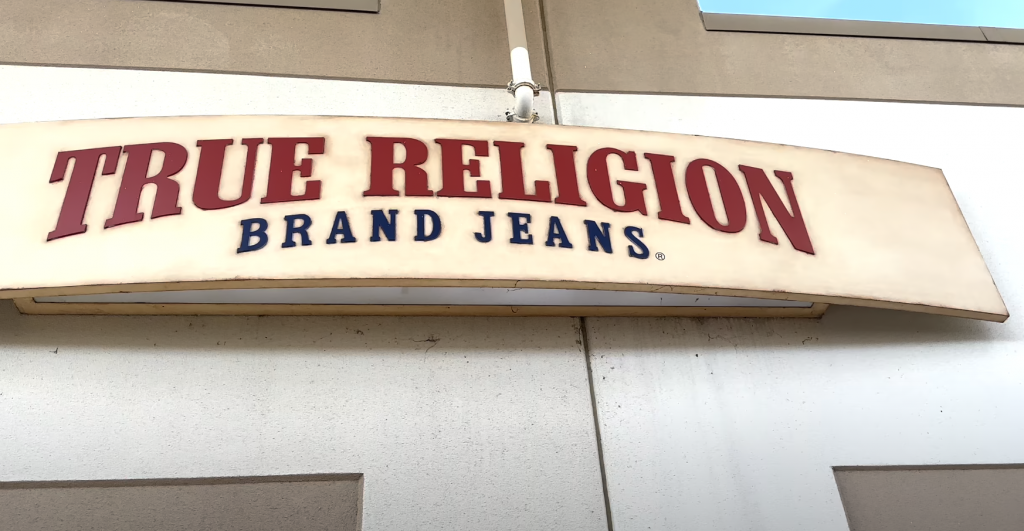 TRUE RELIGION
BRAND JEANS®